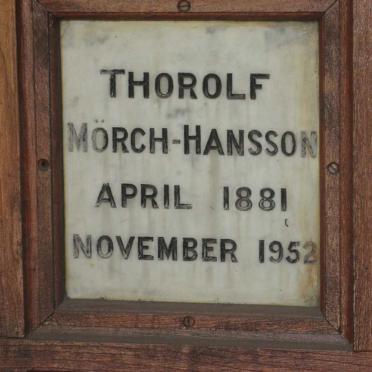 THOROLF
MÖRCH-HANSSON
APRIL 1881
NOVEMBER 1952